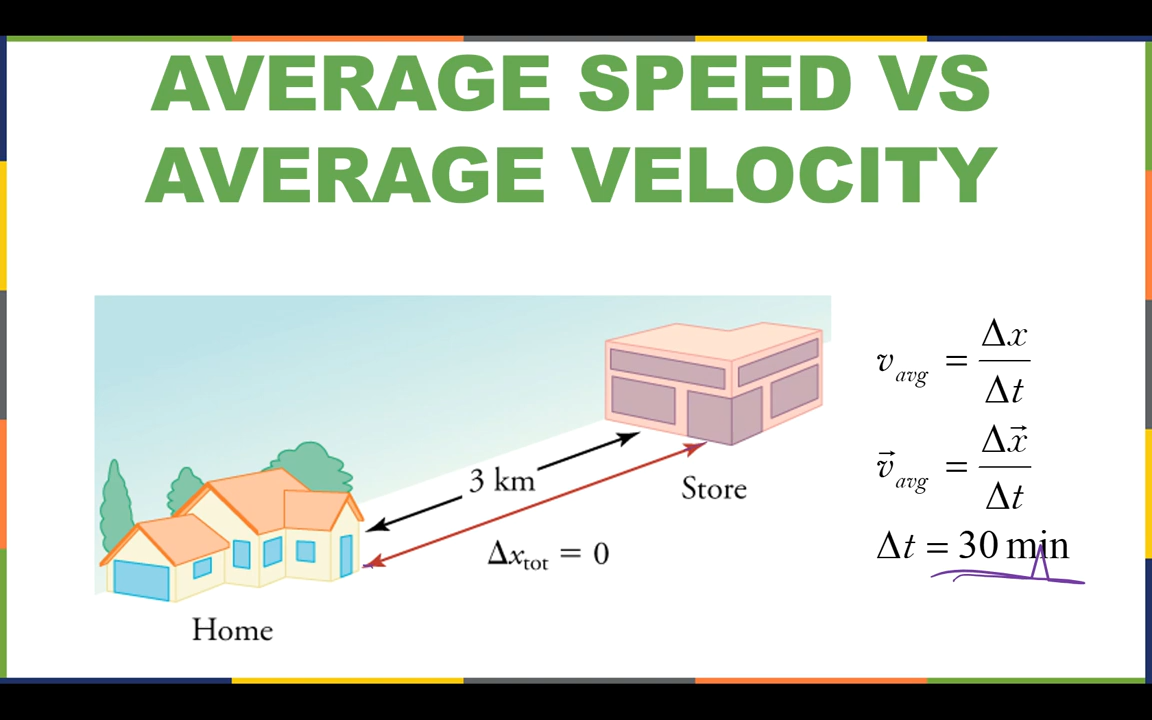 AVERAGE SPEED VS
AVERAGE VELOCITY
3 km
Store
Δx_tot = 0
Home
v_avg = Δx / Δt
v⃗_avg = Δx⃗ / Δt
Δt = 30 min